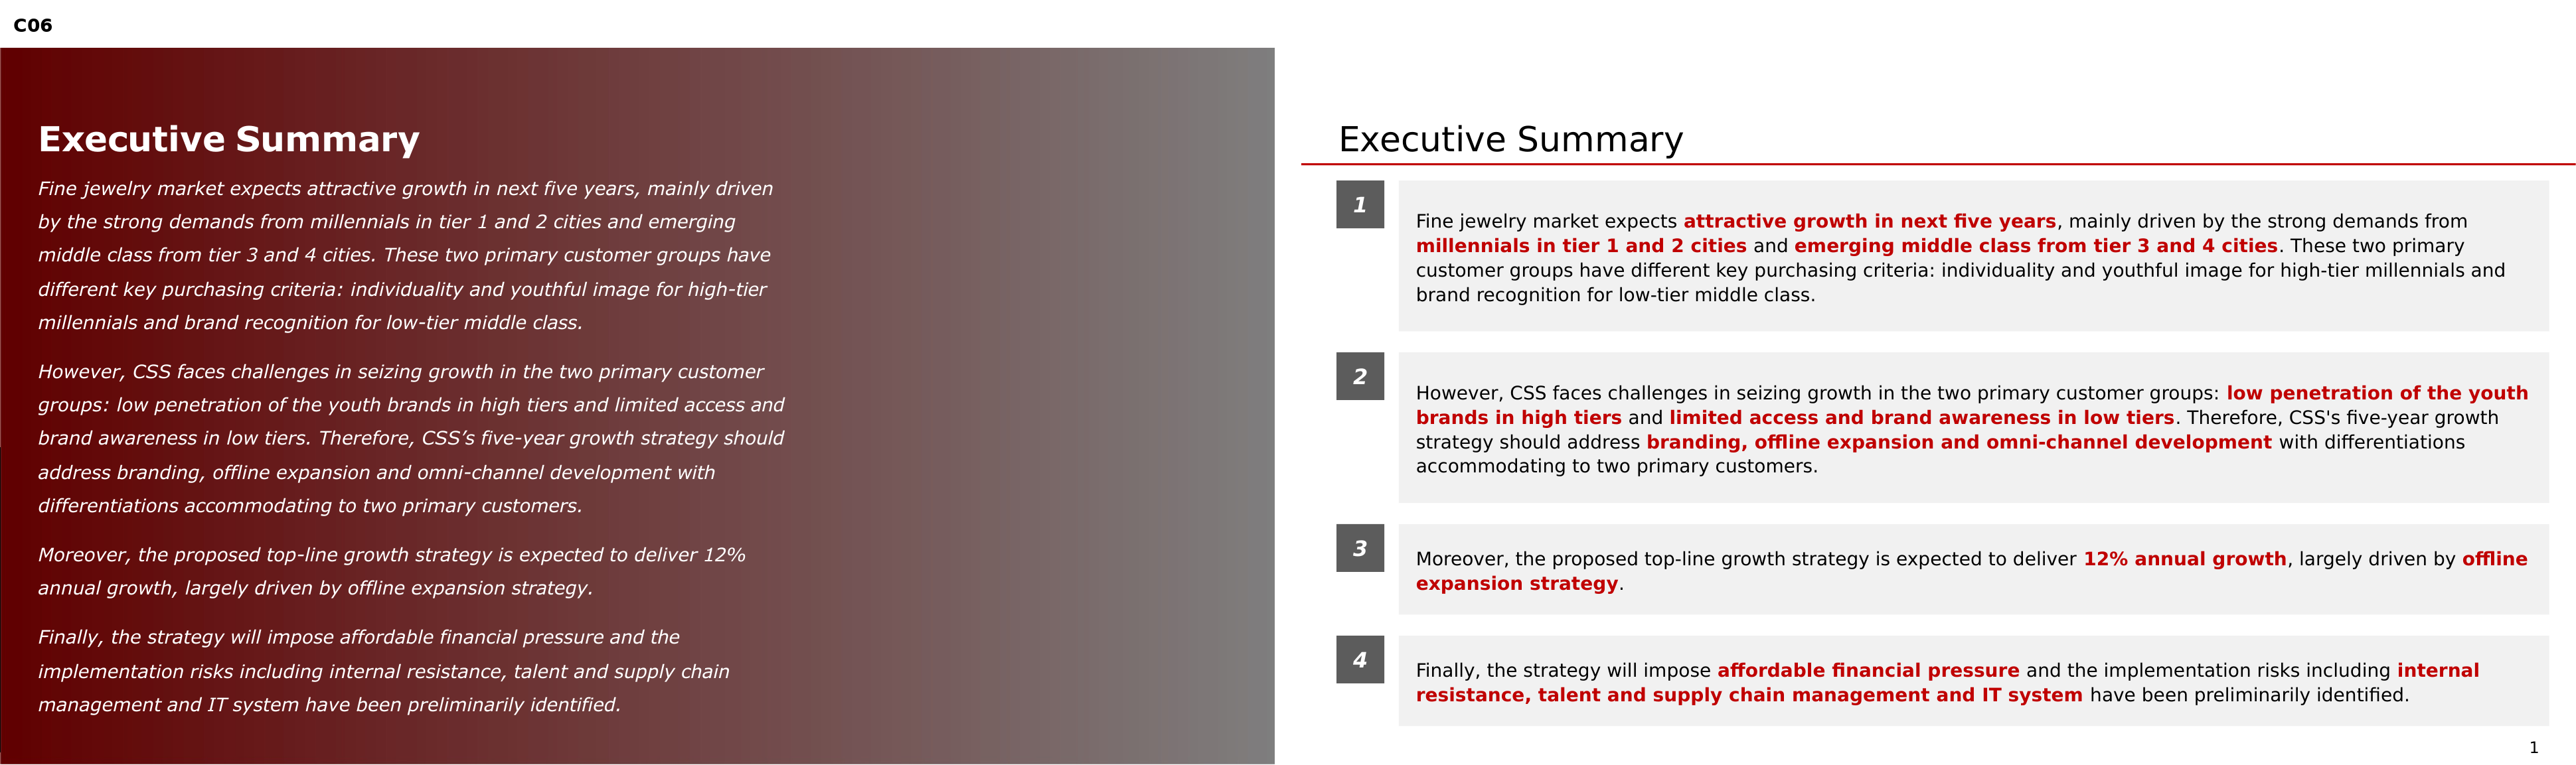 C06
Executive Summary
Fine jewelry market expects attractive growth in next five years, mainly driven
by the strong demands from millennials in tier 1 and 2 cities and emerging
middle class from tier 3 and 4 cities. These two primary customer groups have
different key purchasing criteria: individuality and youthful image for high-tier
millennials and brand recognition for low-tier middle class.
However, CSS faces challenges in seizing growth in the two primary customer
groups: low penetration of the youth brands in high tiers and limited access and
brand awareness in low tiers. Therefore, CSS’s five-year growth strategy should
address branding, offline expansion and omni-channel development with
differentiations accommodating to two primary customers.
Moreover, the proposed top-line growth strategy is expected to deliver 12%
annual growth, largely driven by offline expansion strategy.
Finally, the strategy will impose affordable financial pressure and the
implementation risks including internal resistance, talent and supply chain
management and IT system have been preliminarily identified.
Executive Summary
1
Fine jewelry market expects attractive growth in next five years, mainly driven by the strong demands from
millennials in tier 1 and 2 cities and emerging middle class from tier 3 and 4 cities. These two primary
customer groups have different key purchasing criteria: individuality and youthful image for high-tier millennials and
brand recognition for low-tier middle class.
2
However, CSS faces challenges in seizing growth in the two primary customer groups: low penetration of the youth
brands in high tiers and limited access and brand awareness in low tiers. Therefore, CSS's five-year growth
strategy should address branding, offline expansion and omni-channel development with differentiations
accommodating to two primary customers.
3
Moreover, the proposed top-line growth strategy is expected to deliver 12% annual growth, largely driven by offline
expansion strategy.
4
Finally, the strategy will impose affordable financial pressure and the implementation risks including internal
resistance, talent and supply chain management and IT system have been preliminarily identified.
1